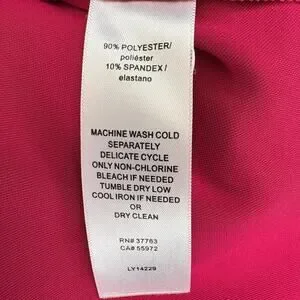 90% POLYESTER/
poliéster
10% SPANDEX/
elastano
MACHINE WASH COLD
SEPARATELY
DELICATE CYCLE
ONLY NON-CHLORINE
BLEACH IF NEEDED
TUMBLE DRY LOW
COOL IRON IF NEEDED
OR
DRY CLEAN
RN# 37763
CA# 55972
LY14229